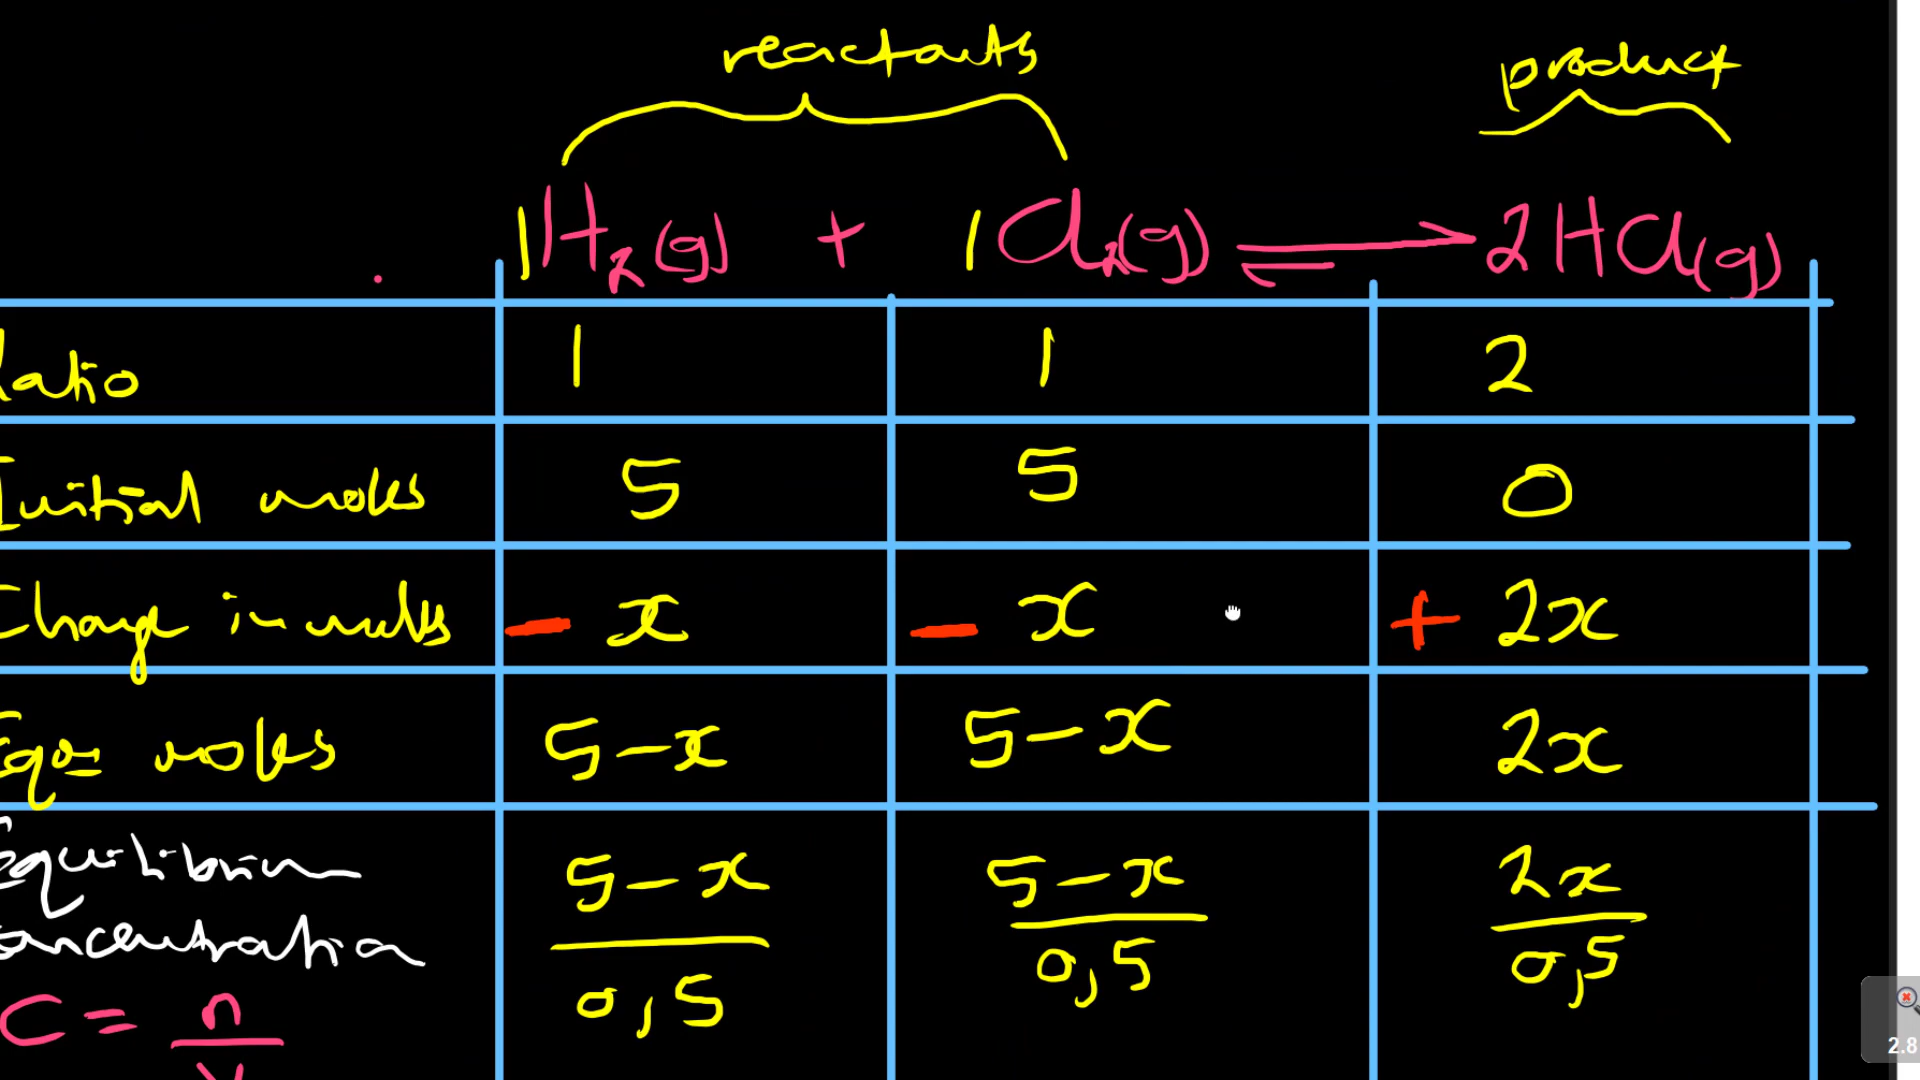 reactants product
1H₂(g) + 1Cl₂(g) ⇌ 2HCl(g)
Ratio 1 1 2
Initial moles 5 5 0
Change in moles - x - x + 2x
Eqm moles 5-x 5-x 2x
Equilibrium concentration 5-x/0,5 5-x/0,5 2x/0,5
C = n/V
2.8